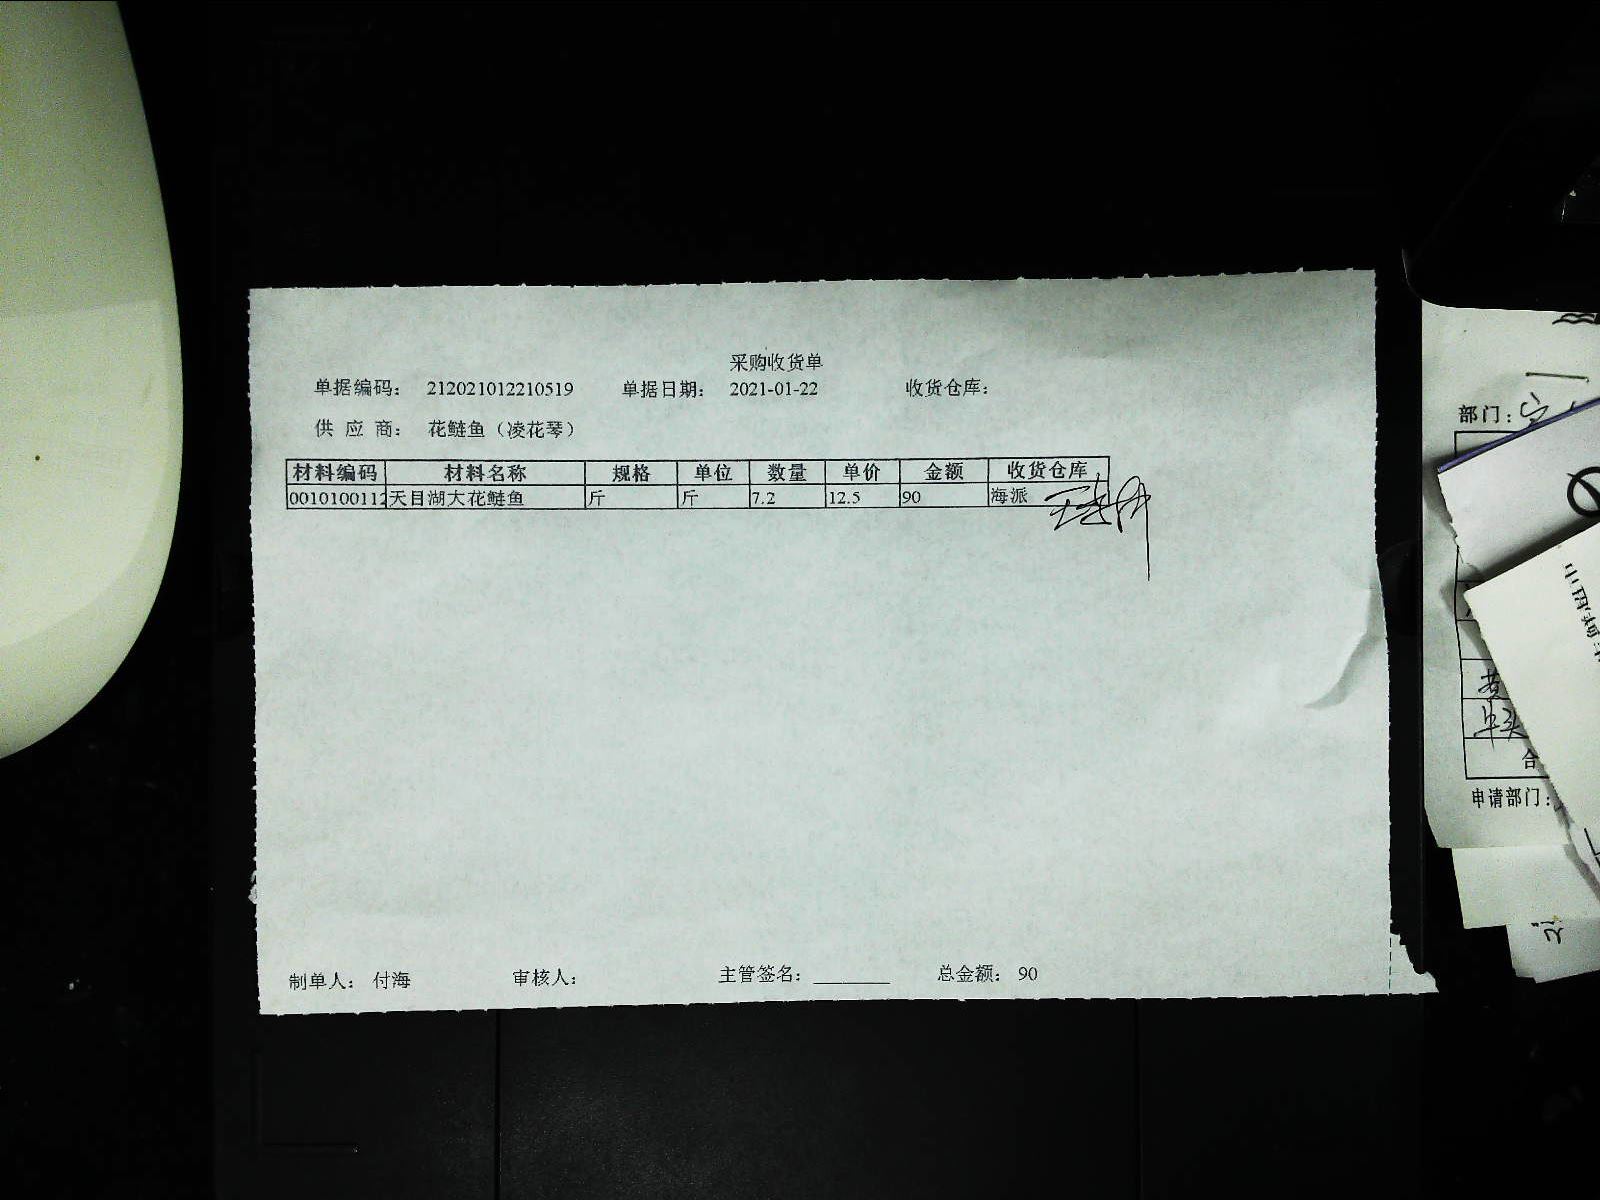 采购收货单
单据编码： 212021012210519 单据日期： 2021-01-22 收货仓库：
供 应 商： 花鲢鱼（凌花琴）
材料编码 材料名称 规格 单位 数量 单价 金额 收货仓库
0010100112 天目湖大花鲢鱼 斤 斤 7.2 12.5 90 海派
制单人： 付海 审核人： 主管签名： ________ 总金额： 90
部门：
合
申请部门：